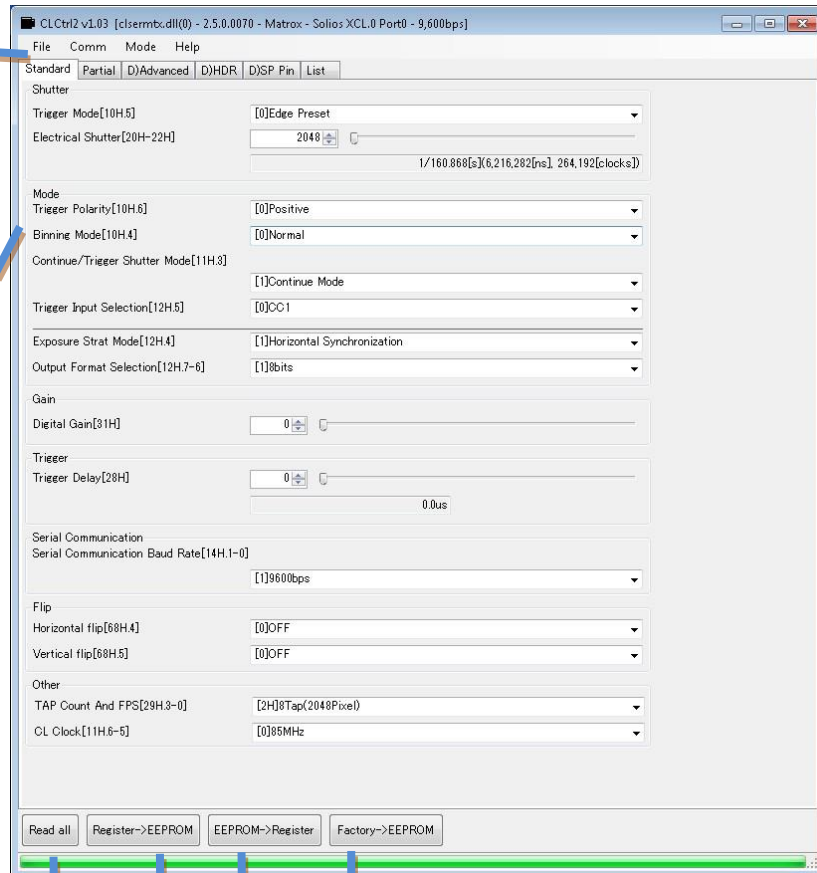 CLCtrl2 v1.03 [clsermtx.dll(0) - 2.5.0.0070 - Matrox - Solios XCL.0 Port0 - 9,600bps]
File Comm Mode Help
Standard Partial D)Advanced D)HDR D)SP Pin List
Shutter
Trigger Mode[10H.5] [0]Edge Preset
Electrical Shutter[20H-22H] 2048
1/160.868[s](6,216,282[ns], 264,192[clocks])
Mode
Trigger Polarity[10H.6] [0]Positive
Binning Mode[10H.4] [0]Normal
Continue/Trigger Shutter Mode[11H.3]
[1]Continue Mode
Trigger Input Selection[12H.5] [0]CC1
Exposure Strat Mode[12H.4] [1]Horizontal Synchronization
Output Format Selection[12H.7-6] [1]8bits
Gain
Digital Gain[31H] 0
Trigger
Trigger Delay[28H] 0
0.0us
Serial Communication
Serial Communication Baud Rate[14H.1-0]
[1]9600bps
Flip
Horizontal flip[68H.4] [0]OFF
Vertical flip[68H.5] [0]OFF
Other
TAP Count And FPS[29H.3-0] [2H]8Tap(2048Pixel)
CL Clock[11H.6-5] [0]85MHz
Read all Register->EEPROM EEPROM->Register Factory->EEPROM